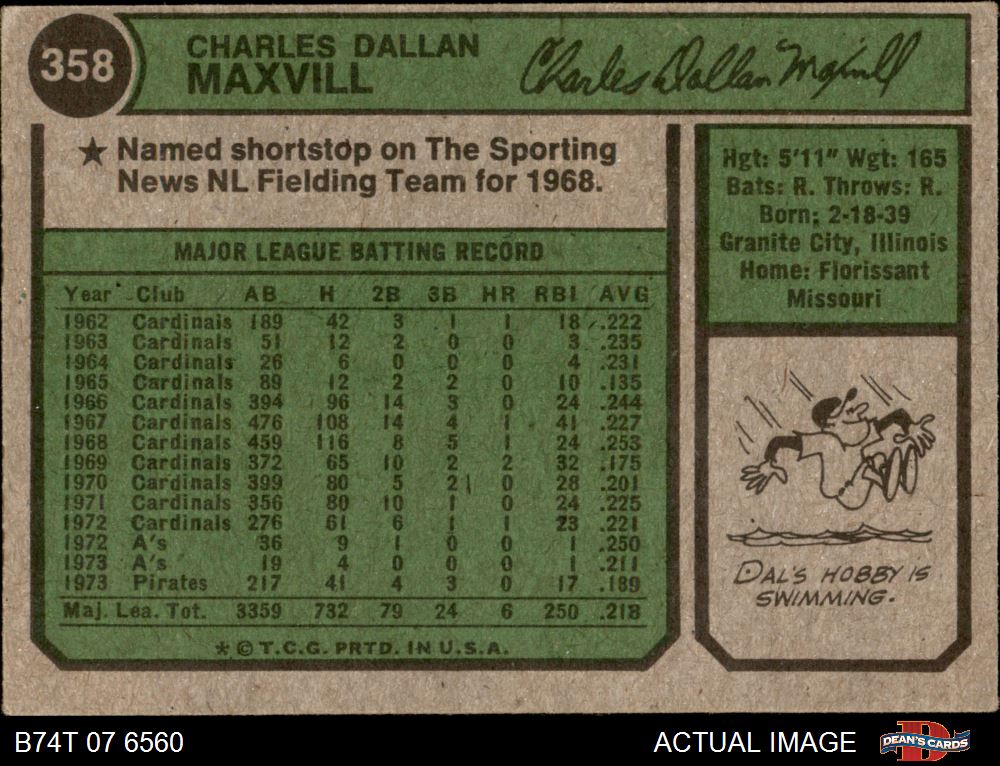 358
CHARLES DALLAN
MAXVILL
Charles Dallan Maxvill
★ Named shortstop on The Sporting
News NL Fielding Team for 1968.
Hgt: 5'11" Wgt: 165
Bats: R. Throws: R.
Born: 2-18-39
Granite City, Illinois
Home: Florissant
Missouri
MAJOR LEAGUE BATTING RECORD
Year Club AB H 2B 3B HR RBI AVG
1962 Cardinals 189 42 3 1 1 18 .222
1963 Cardinals 51 12 2 0 0 3 .235
1964 Cardinals 26 6 0 0 0 4 .231
1965 Cardinals 89 12 2 2 0 10 .135
1966 Cardinals 394 96 14 3 0 24 .244
1967 Cardinals 476 108 14 4 1 41 .227
1968 Cardinals 459 116 8 5 1 24 .253
1969 Cardinals 372 65 10 2 2 32 .175
1970 Cardinals 399 80 5 2 0 28 .201
1971 Cardinals 356 80 10 1 0 24 .225
1972 Cardinals 276 61 6 1 1 23 .221
1972 A's 36 9 1 0 0 1 .250
1973 A's 19 4 0 0 0 1 .211
1973 Pirates 217 41 4 3 0 17 .189
Maj. Lea. Tot. 3359 732 79 24 6 250 .218
* © T.C.G. PRTD. IN U.S.A.
DAL'S HOBBY IS
SWIMMING.
B74T 07 6560
ACTUAL IMAGE
D
DEAN'S CARDS